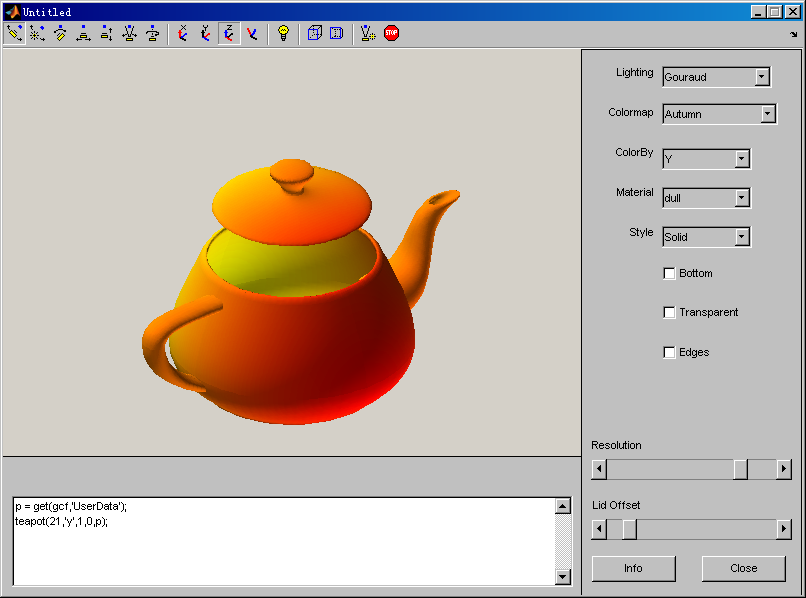 Untitled
X
Y
Z
STOP
Lighting
Gouraud
Colormap
Autumn
ColorBy
Y
Material
dull
Style
Solid
Bottom
Transparent
Edges
Resolution
Lid Offset
Info
Close
p = get(gcf,'UserData');
teapot(21,'y',1,0,p);